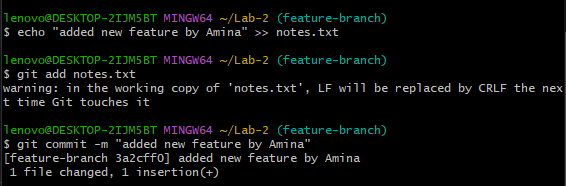 lenovo@DESKTOP-2IJM5BT MINGW64 ~/Lab-2 (feature-branch)
$ echo "added new feature by Amina" >> notes.txt
lenovo@DESKTOP-2IJM5BT MINGW64 ~/Lab-2 (feature-branch)
$ git add notes.txt
warning: in the working copy of 'notes.txt', LF will be replaced by CRLF the nex
t time Git touches it
lenovo@DESKTOP-2IJM5BT MINGW64 ~/Lab-2 (feature-branch)
$ git commit -m "added new feature by Amina"
[feature-branch 3a2cff0] added new feature by Amina
 1 file changed, 1 insertion(+)